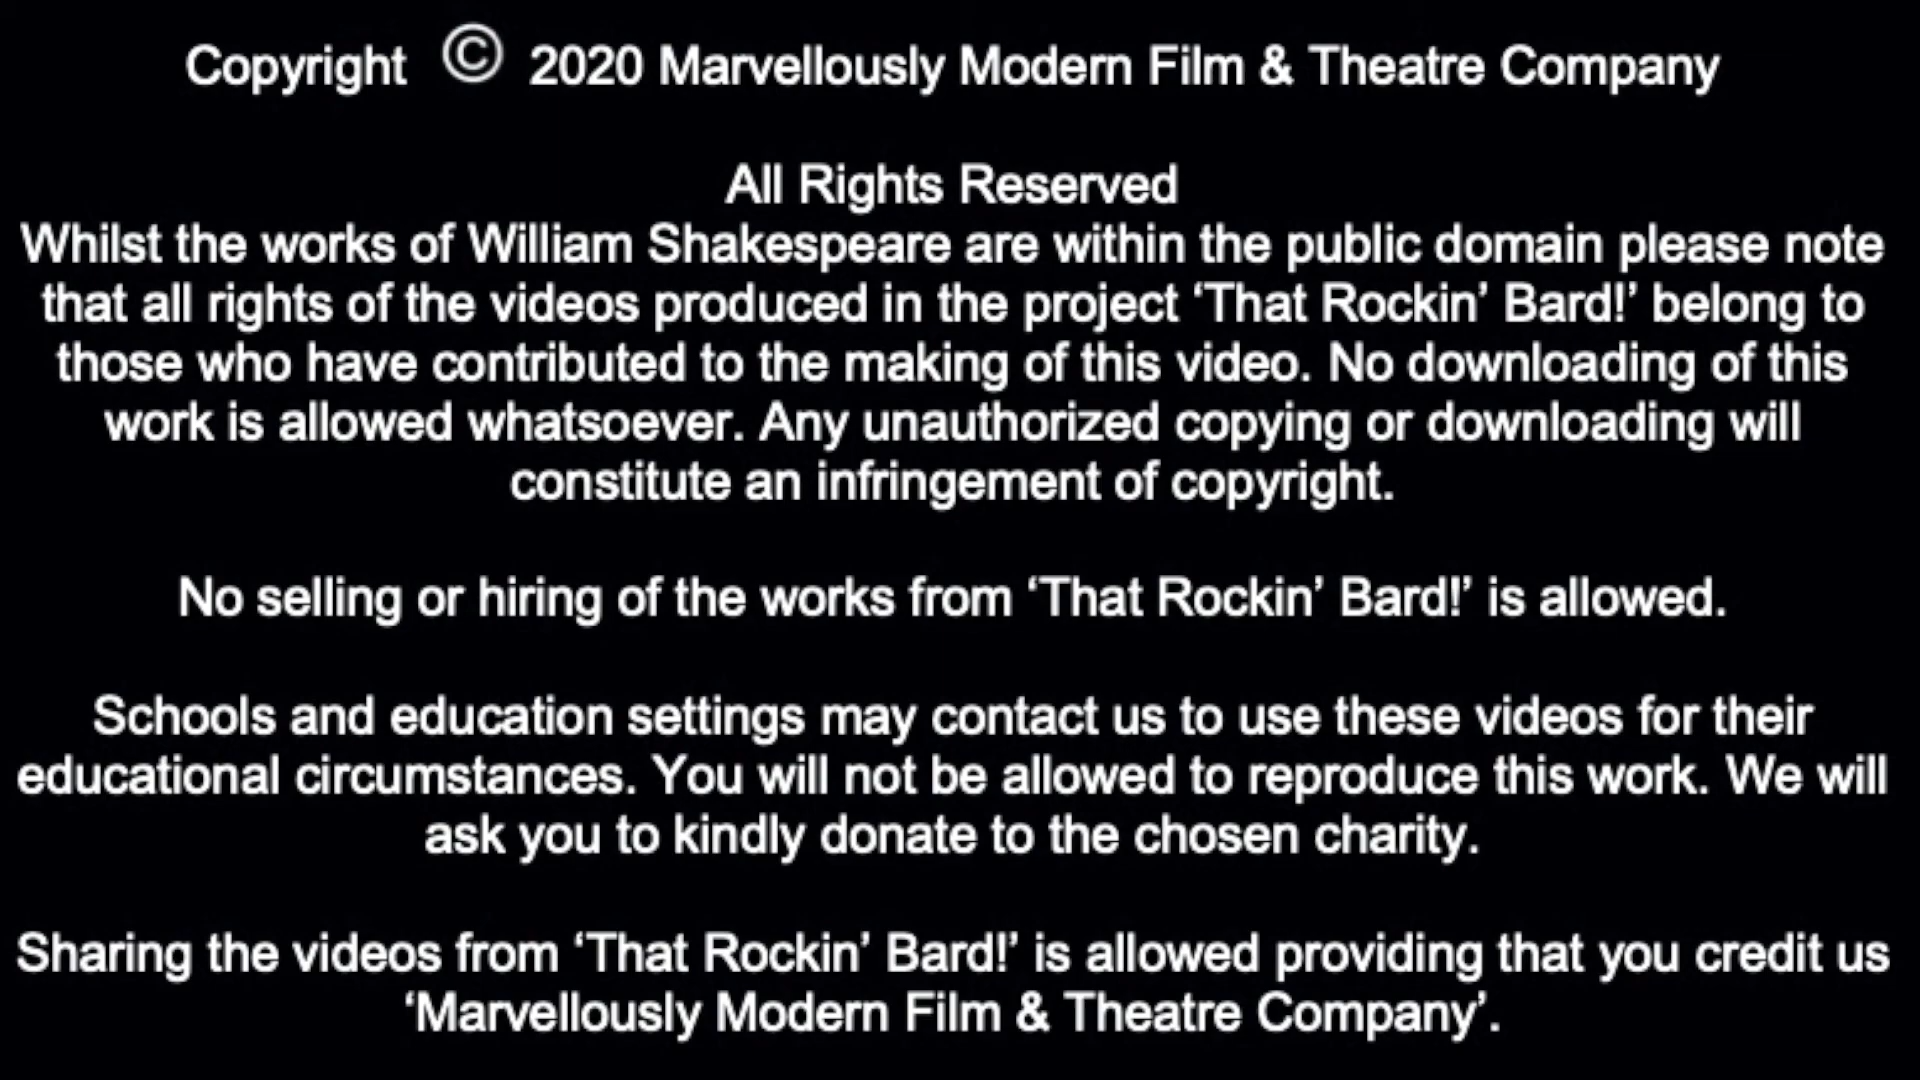 Copyright © 2020 Marvellously Modern Film & Theatre Company
All Rights Reserved
Whilst the works of William Shakespeare are within the public domain please note
that all rights of the videos produced in the project ‘That Rockin’ Bard!’ belong to
those who have contributed to the making of this video. No downloading of this
work is allowed whatsoever. Any unauthorized copying or downloading will
constitute an infringement of copyright.
No selling or hiring of the works from ‘That Rockin’ Bard!’ is allowed.
Schools and education settings may contact us to use these videos for their
educational circumstances. You will not be allowed to reproduce this work. We will
ask you to kindly donate to the chosen charity.
Sharing the videos from ‘That Rockin’ Bard!’ is allowed providing that you credit us
‘Marvellously Modern Film & Theatre Company’.